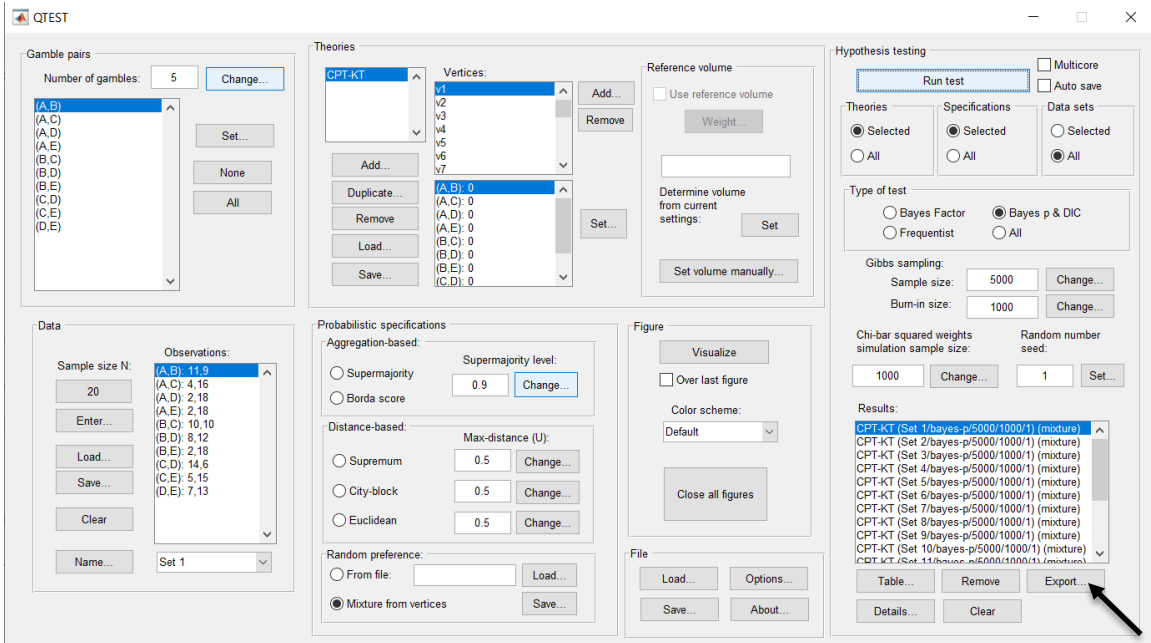 QTEST
Gamble pairs
Number of gambles: 5 Change...
(A,B)
(A,C)
(A,D)
(A,E)
(B,C)
(B,D)
(B,E)
(C,D)
(C,E)
(D,E)
Set...
None
All
Theories
CPT-KT
Add...
Duplicate...
Remove
Load...
Save...
Vertices:
v1
v2
v3
v4
v5
v6
v7
Add...
Remove
(A,B): 0
(A,C): 0
(A,D): 0
(A,E): 0
(B,C): 0
(B,D): 0
(B,E): 0
(C,D): 0
Set...
Reference volume
Use reference volume
Weight...
Determine volume
from current
settings:
Set
Set volume manually...
Hypothesis testing
Run test
Multicore
Auto save
Theories
Selected
All
Specifications
Selected
All
Data sets
Selected
All
Type of test
Bayes Factor
Bayes p & DIC
Frequentist
All
Gibbs sampling:
Sample size: 5000 Change...
Burn-in size: 1000 Change...
Chi-bar squared weights
simulation sample size:
1000 Change...
Random number
seed:
1 Set...
Results:
CPT-KT (Set 1/bayes-p/5000/1000/1) (mixture)
CPT-KT (Set 2/bayes-p/5000/1000/1) (mixture)
CPT-KT (Set 3/bayes-p/5000/1000/1) (mixture)
CPT-KT (Set 4/bayes-p/5000/1000/1) (mixture)
CPT-KT (Set 5/bayes-p/5000/1000/1) (mixture)
CPT-KT (Set 6/bayes-p/5000/1000/1) (mixture)
CPT-KT (Set 7/bayes-p/5000/1000/1) (mixture)
CPT-KT (Set 8/bayes-p/5000/1000/1) (mixture)
CPT-KT (Set 9/bayes-p/5000/1000/1) (mixture)
CPT-KT (Set 10/bayes-p/5000/1000/1) (mixture)
CPT-KT (Set 11/bayes-p/5000/1000/1) (mixture)
Table... Remove Export...
Details... Clear
Data
Sample size N:
20
Enter...
Load...
Save...
Clear
Name...
Observations:
(A,B): 11,9
(A,C): 4,16
(A,D): 2,18
(A,E): 2,18
(B,C): 10,10
(B,D): 8,12
(B,E): 2,18
(C,D): 14,6
(C,E): 5,15
(D,E): 7,13
Set 1
Probabilistic specifications
Aggregation-based:
Supermajority
Borda score
Supermajority level:
0.9 Change...
Distance-based:
Max-distance (U):
Supremum 0.5 Change...
City-block 0.5 Change...
Euclidean 0.5 Change...
Random preference:
From file: Load...
Mixture from vertices Save...
Figure
Visualize
Over last figure
Color scheme:
Default
Close all figures
File
Load... Options...
Save... About...